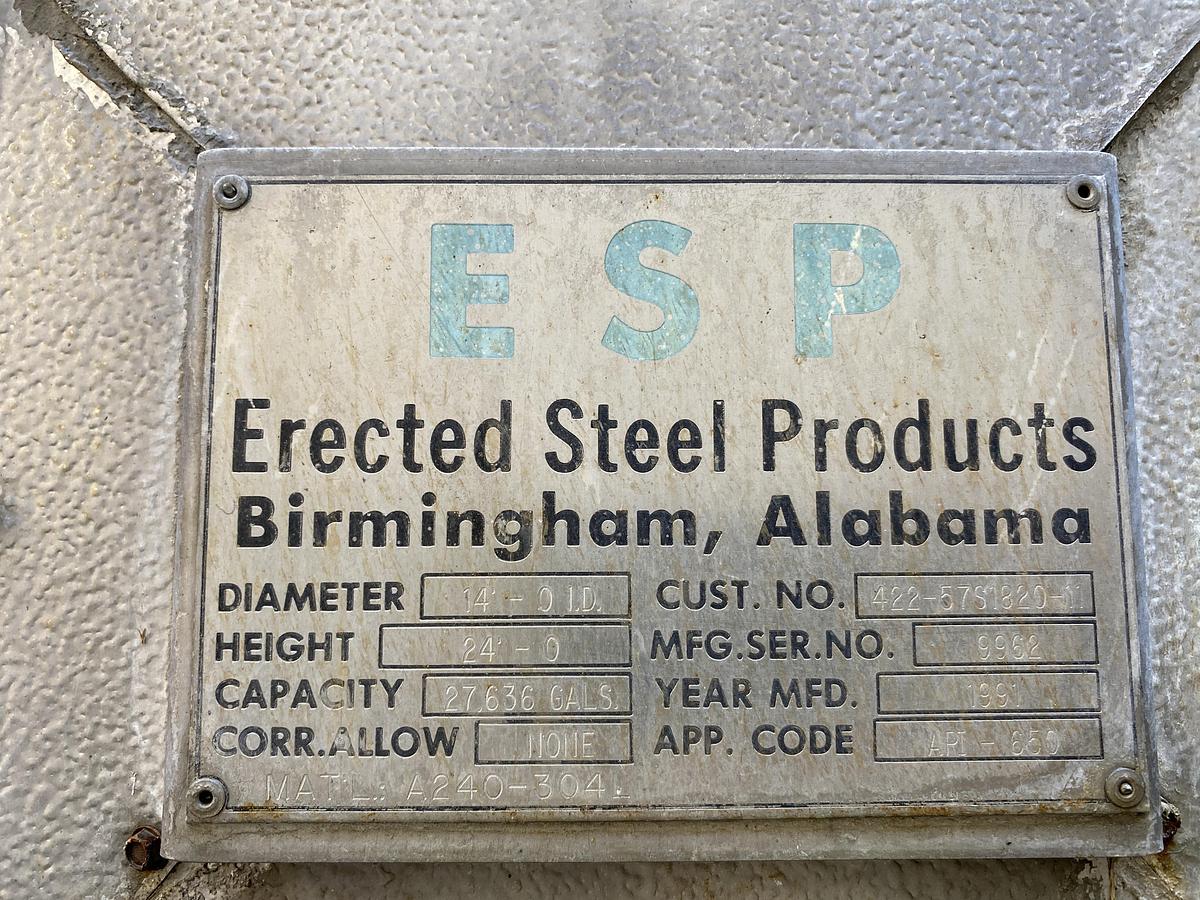 E S P
Erected Steel Products
Birmingham, Alabama
DIAMETER 14' - 0 I.D. CUST. NO. 422-57S1820-11
HEIGHT 24' - 0 MFG.SER.NO. 9962
CAPACITY 27,636 GALS. YEAR MFD. 1991
CORR.ALLOW NONE APP. CODE API - 650
MAT'L.: A240-304L